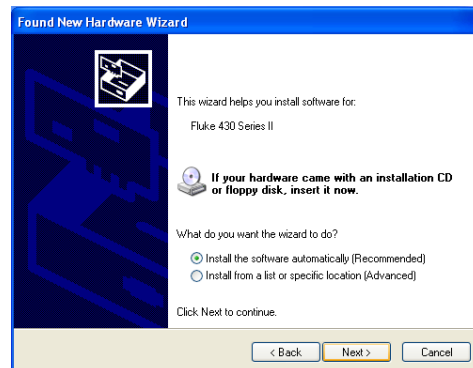 Found New Hardware Wizard
This wizard helps you install software for:
Fluke 430 Series II
If your hardware came with an installation CD
or floppy disk, insert it now.
What do you want the wizard to do?
Install the software automatically (Recommended)
Install from a list or specific location (Advanced)
Click Next to continue.
< Back
Next >
Cancel